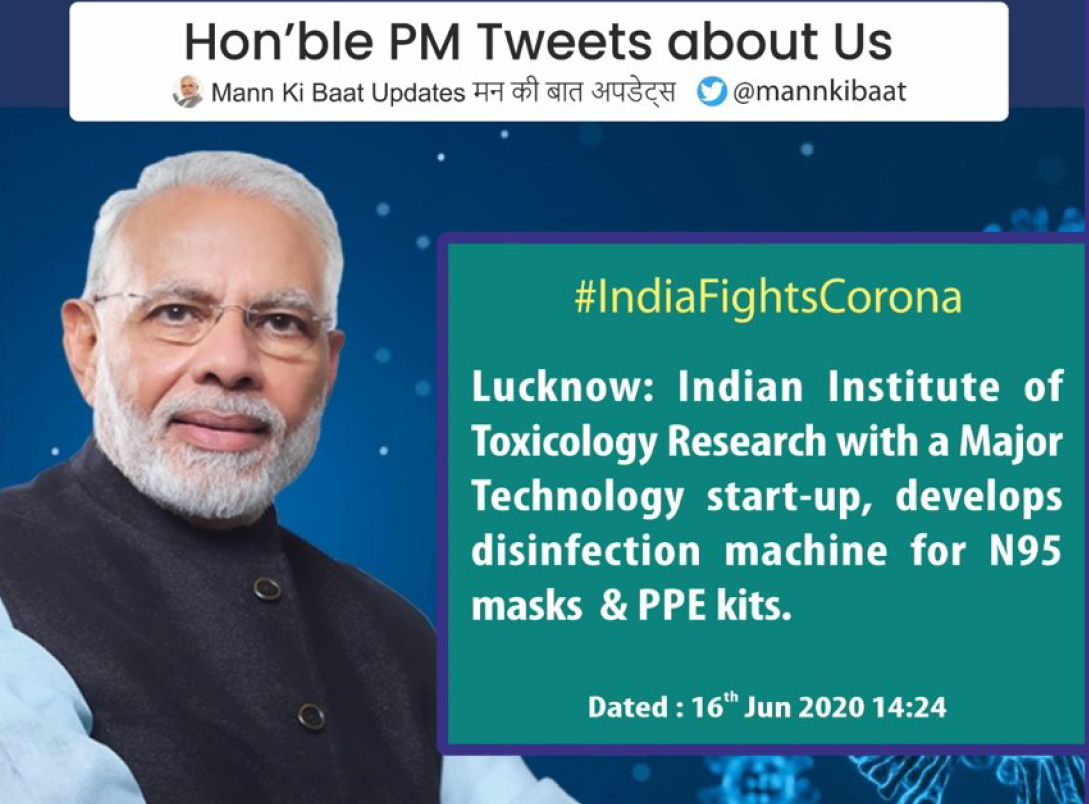 Hon’ble PM Tweets about Us
Mann Ki Baat Updates मन की बात अपडेट्स @mannkibaat
#IndiaFightsCorona
Lucknow: Indian Institute of
Toxicology Research with a Major
Technology start-up, develops
disinfection machine for N95
masks & PPE kits.
Dated : 16th Jun 2020 14:24